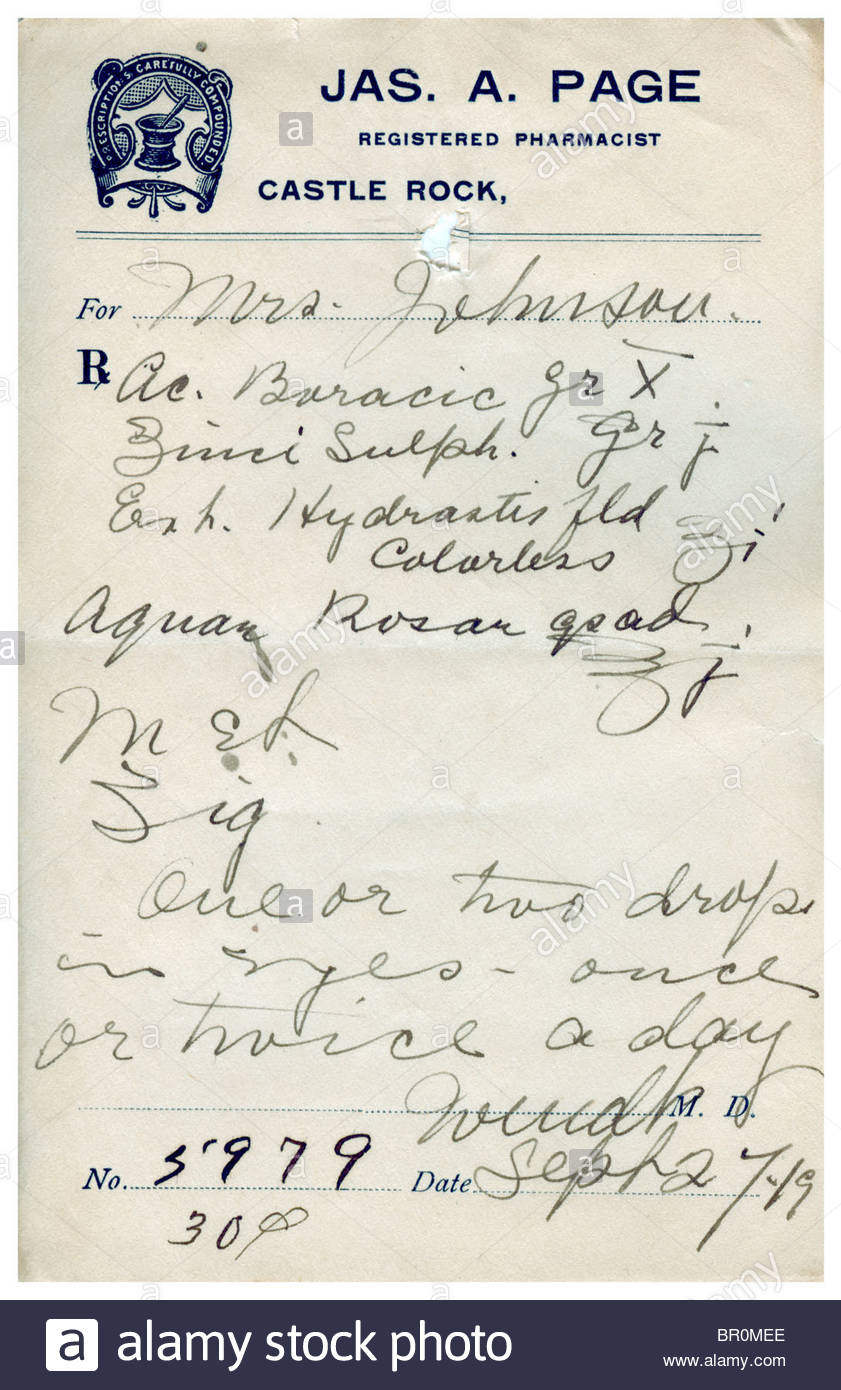 PRESCRIPTIONS CAREFULLY COMPOUNDED
JAS. A. PAGE
REGISTERED PHARMACIST
CASTLE ROCK,
For Mrs. Johnson.
℞ Ac. Boracic Gr X
Zinci Sulph. Gr i
Ext. Hydrastis fld
Colorless ʒi
Aquae Rosae qs ad
℥i
M Et
Sig
One or two drops
in eyes - once
or twice a day
M. D.
No. 5979 Date Sept 27-19
30¢
alamy
a alamy stock photo
BR0MEE
www.alamy.com